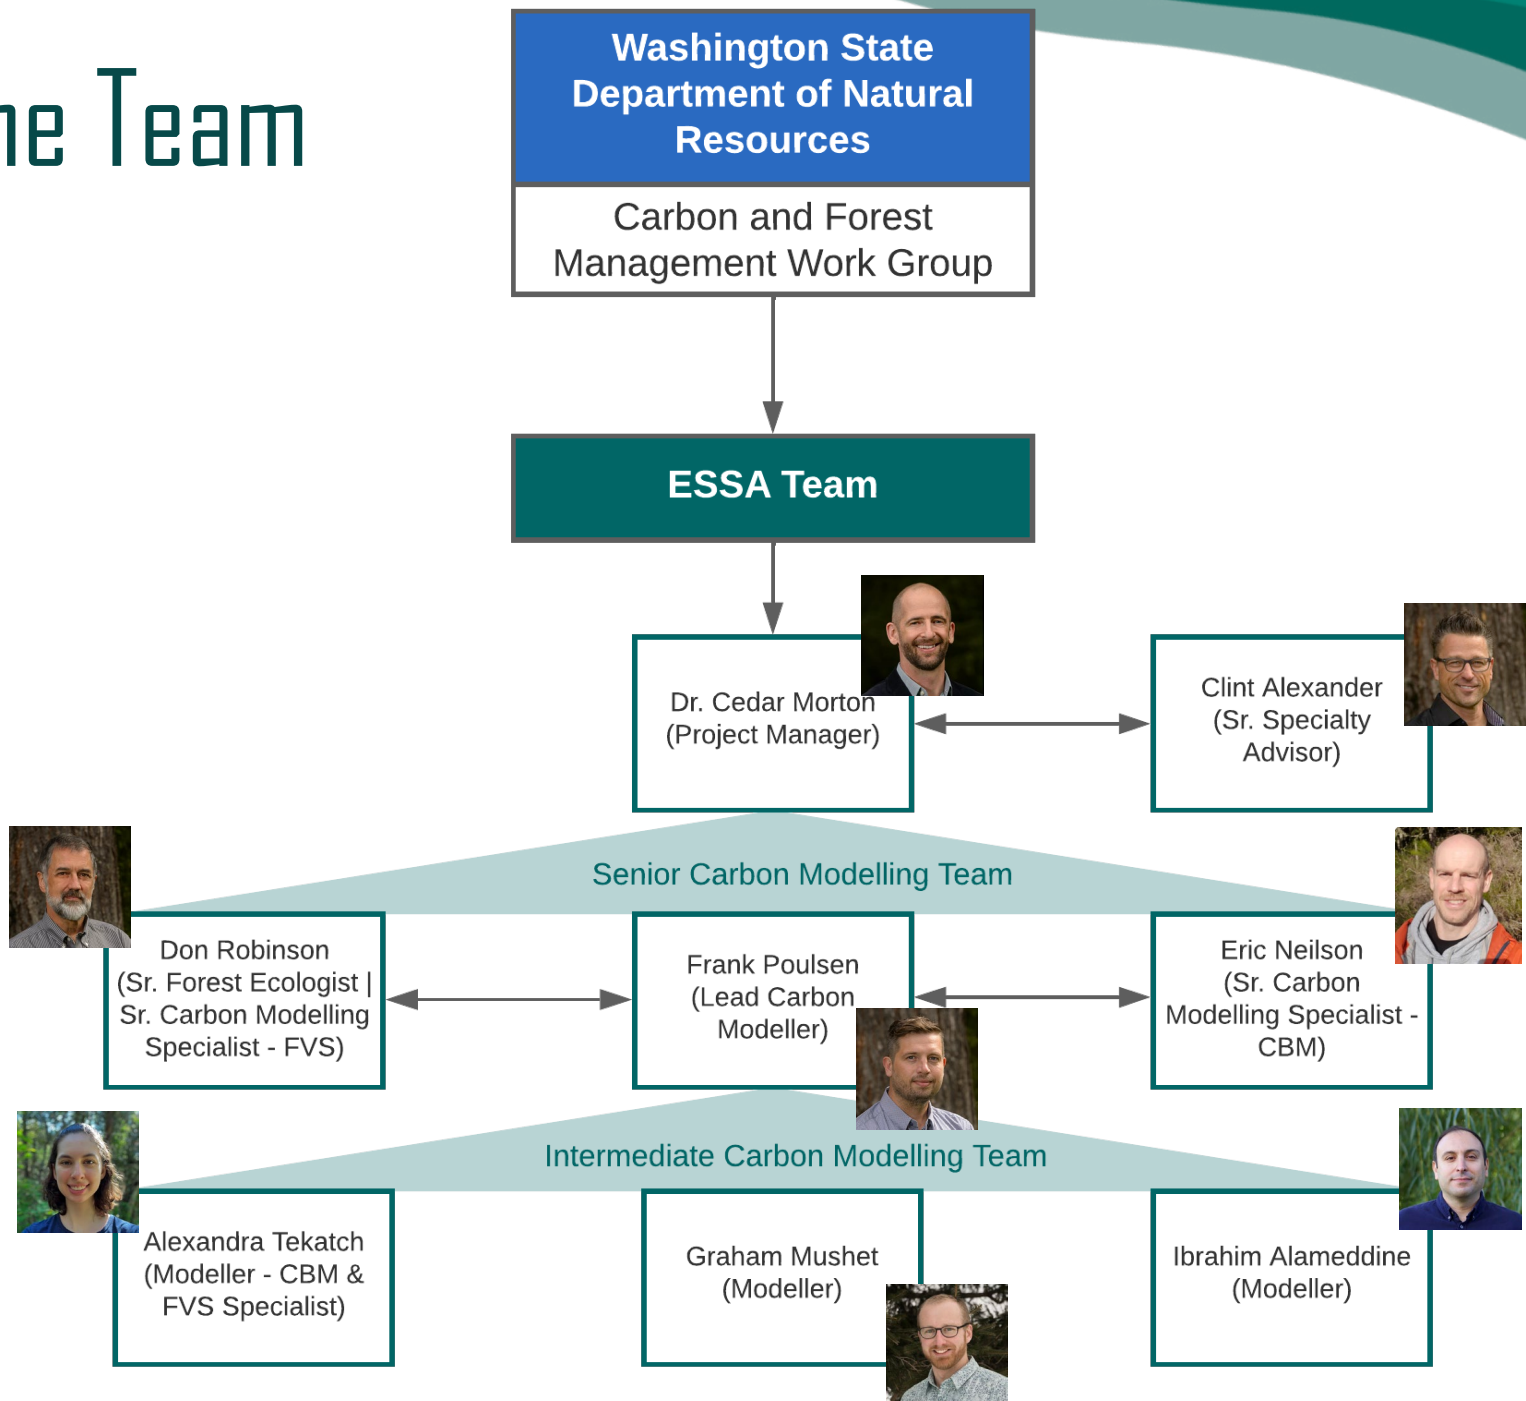 ne Team
Washington State
Department of Natural
Resources
Carbon and Forest
Management Work Group
ESSA Team
Dr. Cedar Morton
(Project Manager)
Clint Alexander
(Sr. Specialty
Advisor)
Senior Carbon Modelling Team
Don Robinson
(Sr. Forest Ecologist |
Sr. Carbon Modelling
Specialist - FVS)
Frank Poulsen
(Lead Carbon
Modeller)
Eric Neilson
(Sr. Carbon
Modelling Specialist -
CBM)
Intermediate Carbon Modelling Team
Alexandra Tekatch
(Modeller - CBM &
FVS Specialist)
Graham Mushet
(Modeller)
Ibrahim Alameddine
(Modeller)